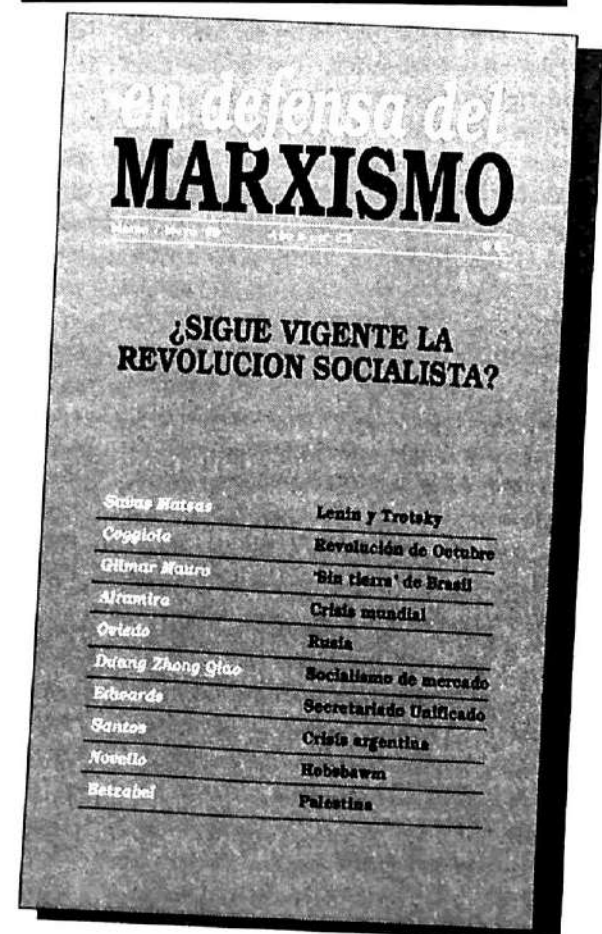 en defensa del
MARXISMO
¿SIGUE VIGENTE LA
REVOLUCION SOCIALISTA?
Savas Matsas Lenin y Trotsky
Coggiola Revolución de Octubre
Gilmar Mauro "Sin tierra" de Brasil
Altamira Crisis mundial
Oviedo Rusia
Duang Zhong Qiao Socialismo de mercado
Edwards Secretariado Unificado
Santos Crisis argentina
Novello Hobsbawm
Betzabel Palestina